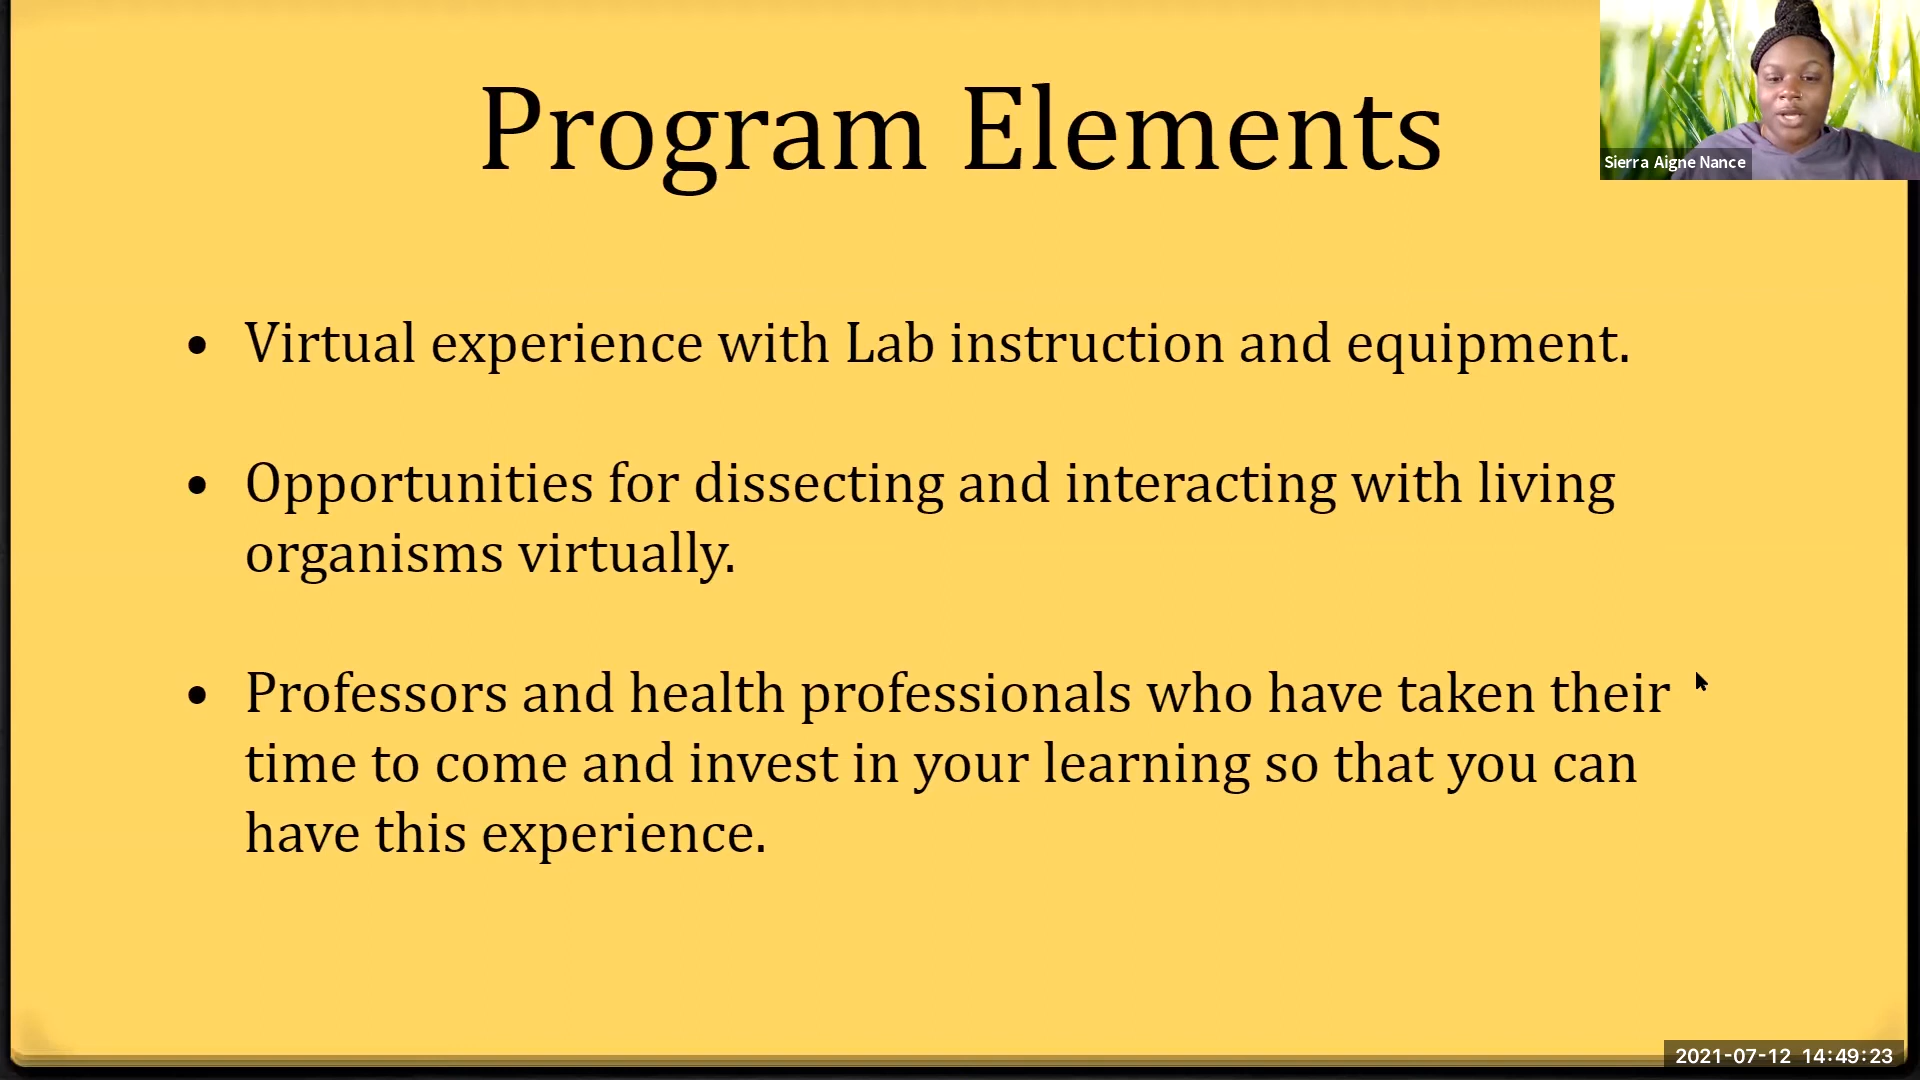 Program Elements
Sierra Aigne Nance
• Virtual experience with Lab instruction and equipment.
• Opportunities for dissecting and interacting with living
organisms virtually.
• Professors and health professionals who have taken their
time to come and invest in your learning so that you can
have this experience.
2021-07-12 14:49:23